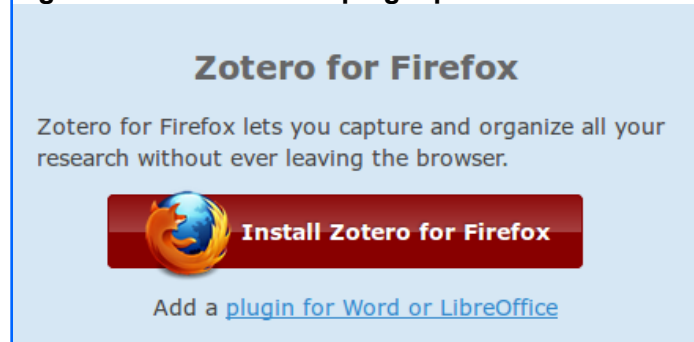 Zotero for Firefox
Zotero for Firefox lets you capture and organize all your
research without ever leaving the browser.
Install Zotero for Firefox
Add a plugin for Word or LibreOffice